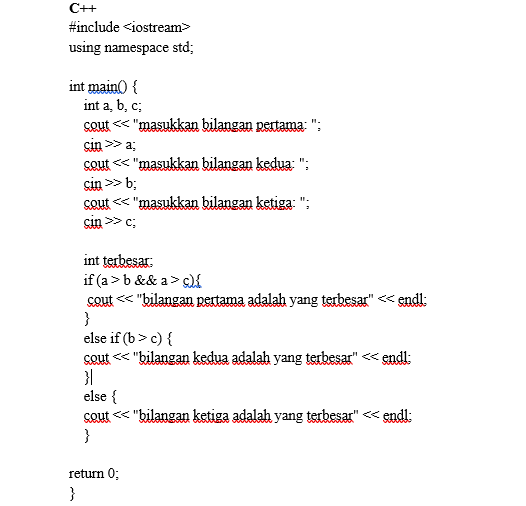 C++
#include <iostream>
using namespace std;
int main() {
int a, b, c;
cout << "masukkan bilangan pertama: ";
cin >> a;
cout << "masukkan bilangan kedua: ";
cin >> b;
cout << "masukkan bilangan ketiga: ";
cin >> c;
int terbesar;
if (a > b && a > c){
cout << "bilangan pertama adalah yang terbesar" << endl;
}
else if (b > c) {
cout << "bilangan kedua adalah yang terbesar" << endl;
}
else {
cout << "bilangan ketiga adalah yang terbesar" << endl;
}
return 0;
}